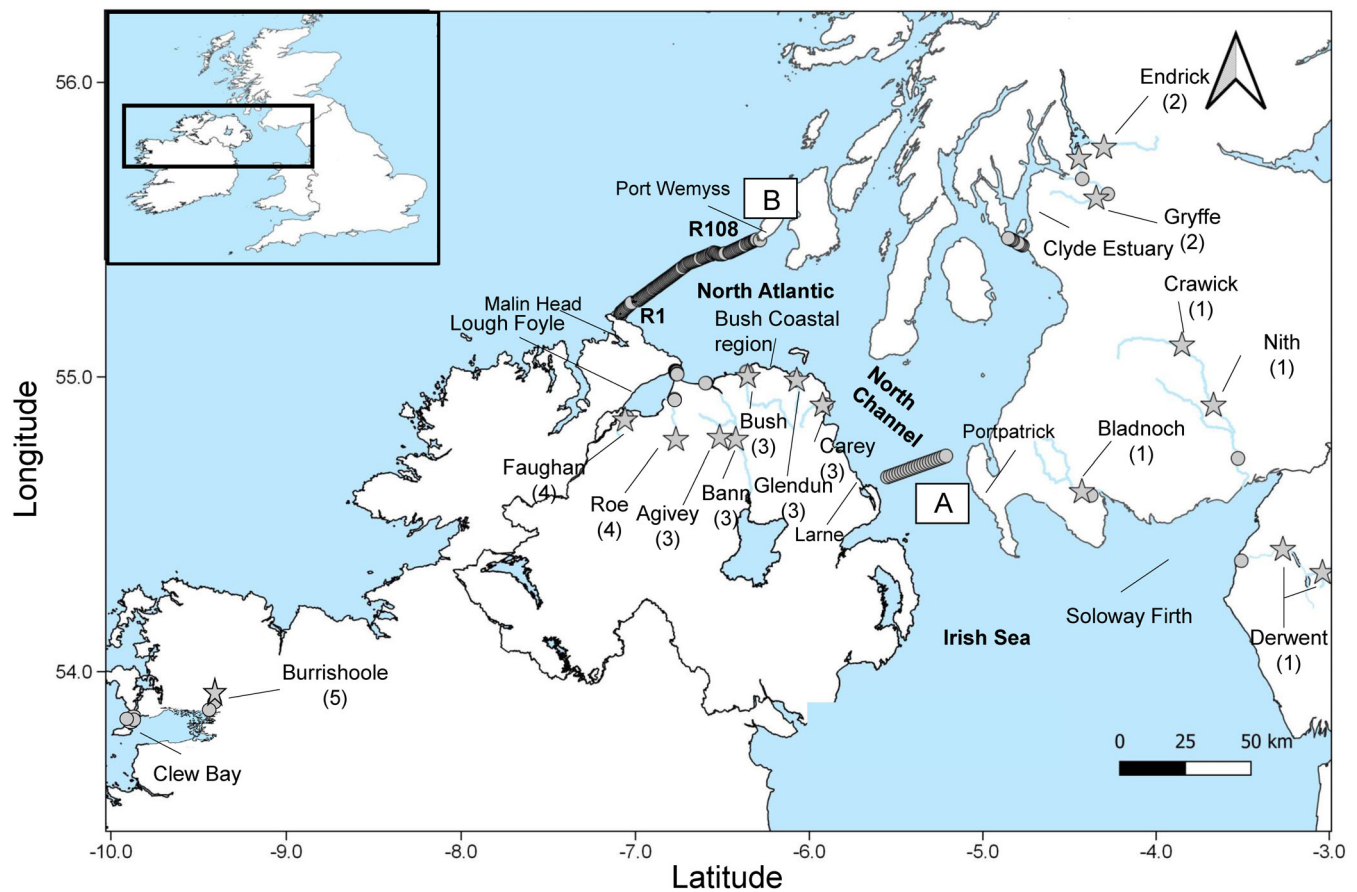 56.0
Endrick
(2)
Port Wemyss
B
R108
Gryffe
(2)
Clyde Estuary
Crawick
(1)
North Atlantic
Malin Head
R1
Lough Foyle
Bush Coastal
region
Nith
(1)
55.0
North
Channel
Longitude
Portpatrick
Bladnoch
(1)
Bush
(3)
Carey
(3)
Faughan
(4)
Roe
(4)
Agivey
(3)
Bann
(3)
Glendun
(3)
A
Larne
Soloway Firth
Irish Sea
Derwent
(1)
54.0
Burrishoole
(5)
0 25 50 km
Clew Bay
-10.0 -9.0 -8.0 -7.0 -6.0 -5.0 -4.0 -3.0
Latitude